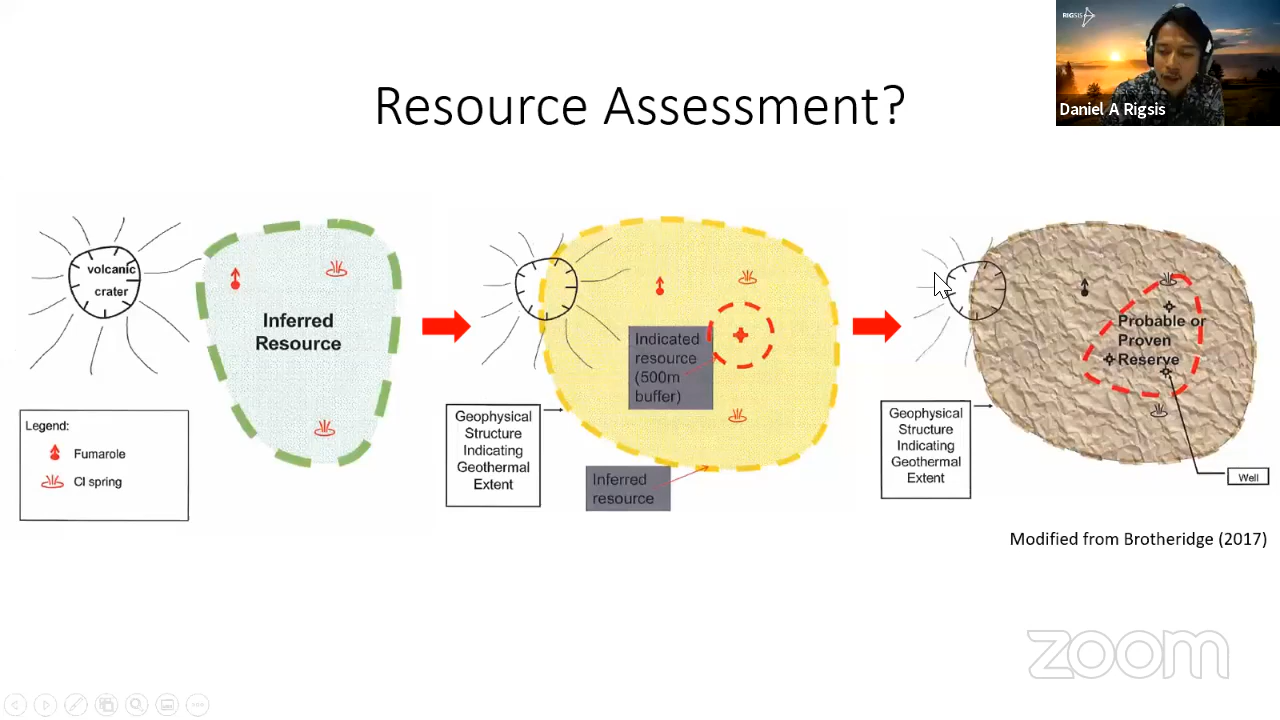 RIGSIS
Daniel A Rigsis
Resource Assessment?
volcanic
crater
Inferred
Resource
Legend:
Fumarole
Cl spring
Indicated
resource
(500m
buffer)
Geophysical
Structure
Indicating
Geothermal
Extent
Inferred
resource
Probable or
Proven
Reserve
Geophysical
Structure
Indicating
Geothermal
Extent
Well
Modified from Brotheridge (2017)
zoom